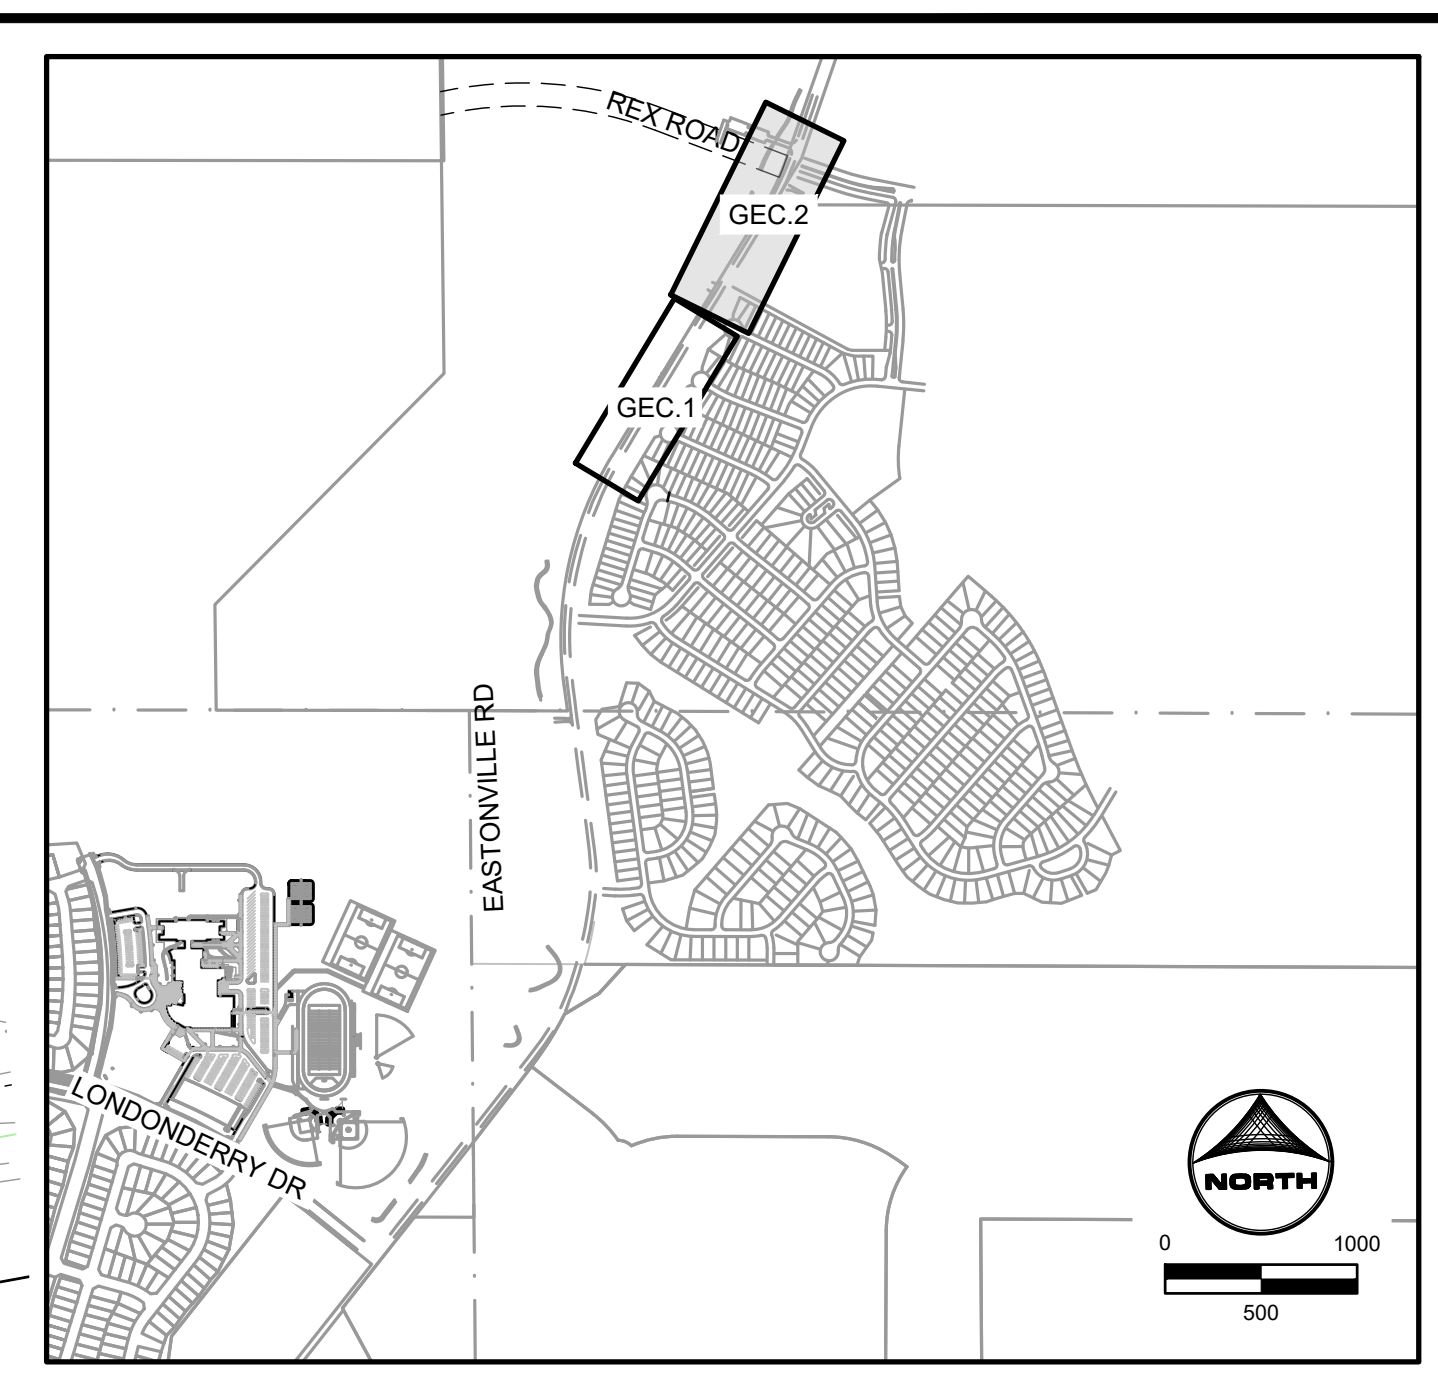 REX ROAD
GEC.2
GEC.1
EASTONVILLE RD
LONDONDERRY DR
NORTH
0 1000
500